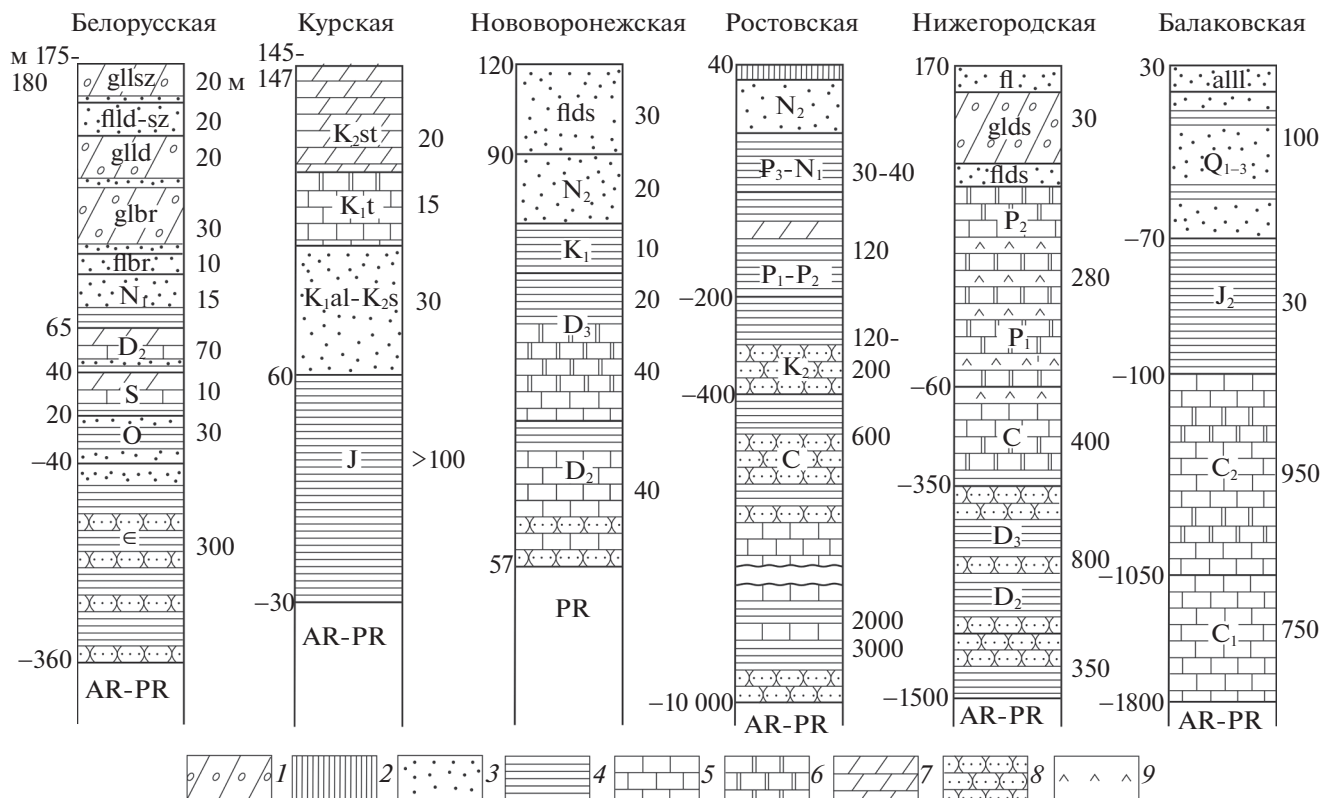 Белорусская
м 175-
180
gllsz
20 м
flld-sz
20
glld
20
glbr
30
flbr
10
N₁
15
65
D₂
70
40
S
10
20
O
30
−40
∈
300
−360
AR-PR
Курская
145-
147
K₂st
20
K₁t
15
K₁al-K₂s
30
60
J
>100
−30
AR-PR
Нововоронежская
120
flds
30
90
N₂
20
K₁
10
20
D₃
40
D₂
40
57
PR
Ростовская
40
N₂
P₃-N₁
30-40
120
P₁-P₂
−200
120-
200
K₂
−400
600
C
2000
3000
−10 000
AR-PR
Нижегородская
170
fl
glds
30
flds
P₂
280
P₁
−60
C
400
−350
D₃
800
D₂
350
−1500
AR-PR
Балаковская
30
alll
100
Q₁₋₃
−70
J₂
30
−100
C₂
950
−1050
C₁
750
−1800
AR-PR
1 2 3 4 5 6 7 8 9